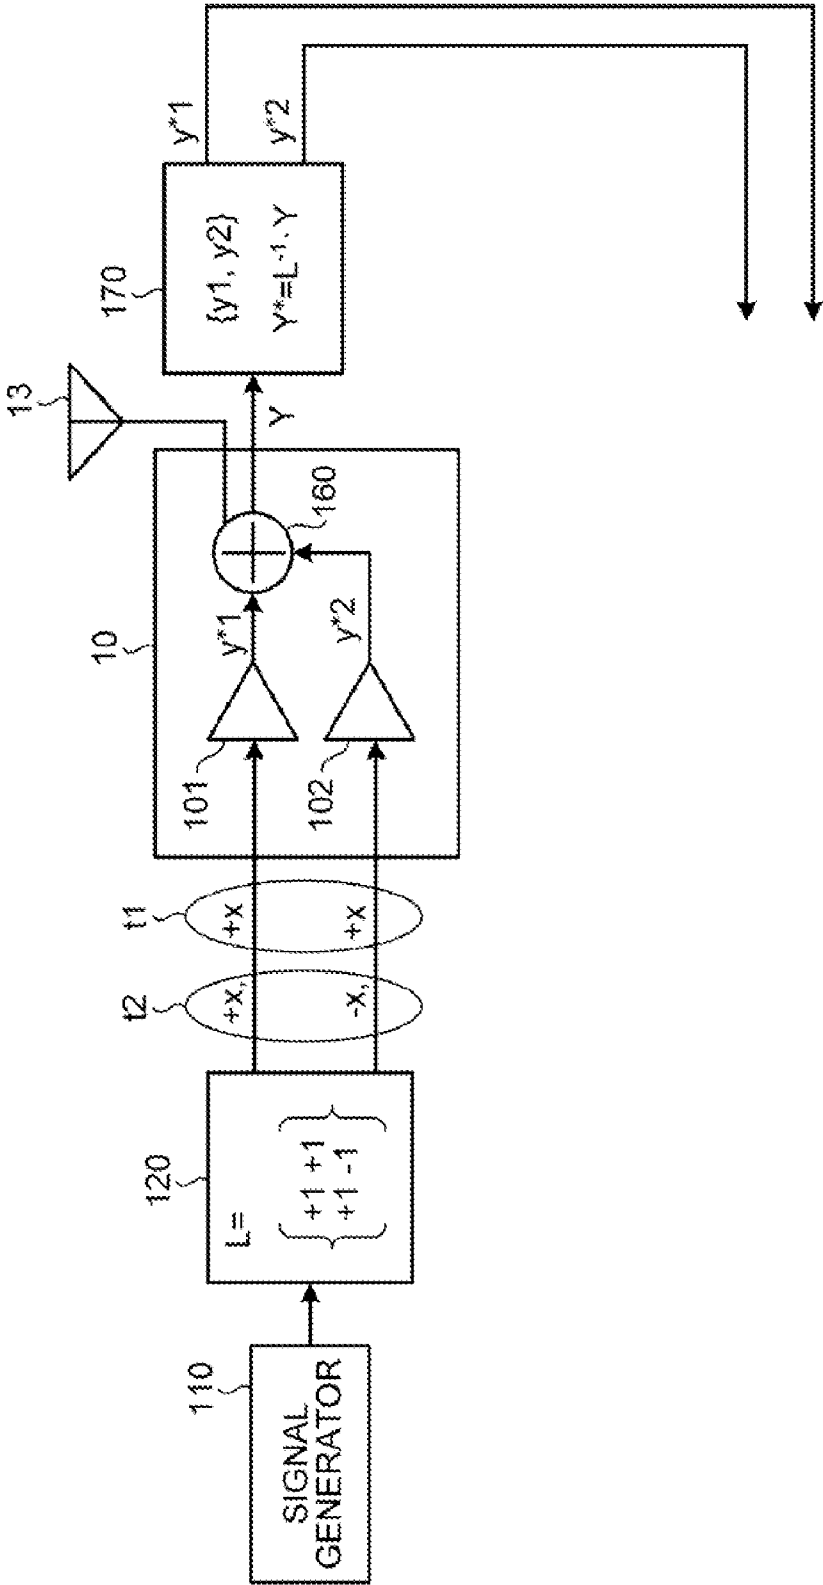 110
SIGNAL
GENERATOR
120
L=
+1 +1
+1 -1
t2
t1
+x, +x
-x, +x
10
101
102
y*1
y*2
160
13
Y
170
{y1, y2}
Y*=L⁻¹·Y
y*1
y*2